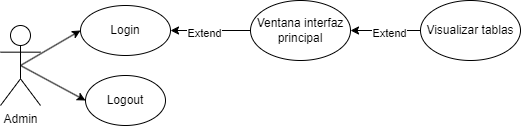 Login
Extend
Ventana interfaz
principal
Extend
Visualizar tablas
Logout
Admin